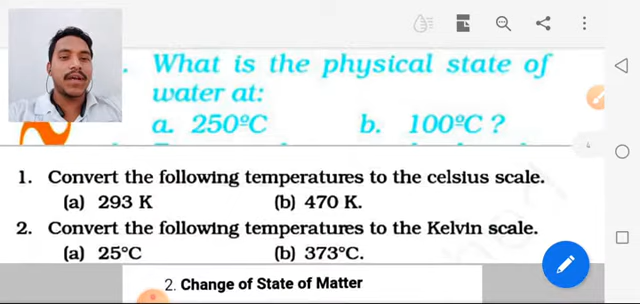 . What is the physical state of
water at:
a. 250ºC b. 100ºC ?
1. Convert the following temperatures to the celsius scale.
(a) 293 K (b) 470 K.
2. Convert the following temperatures to the Kelvin scale.
(a) 25°C (b) 373°C.
2. Change of State of Matter